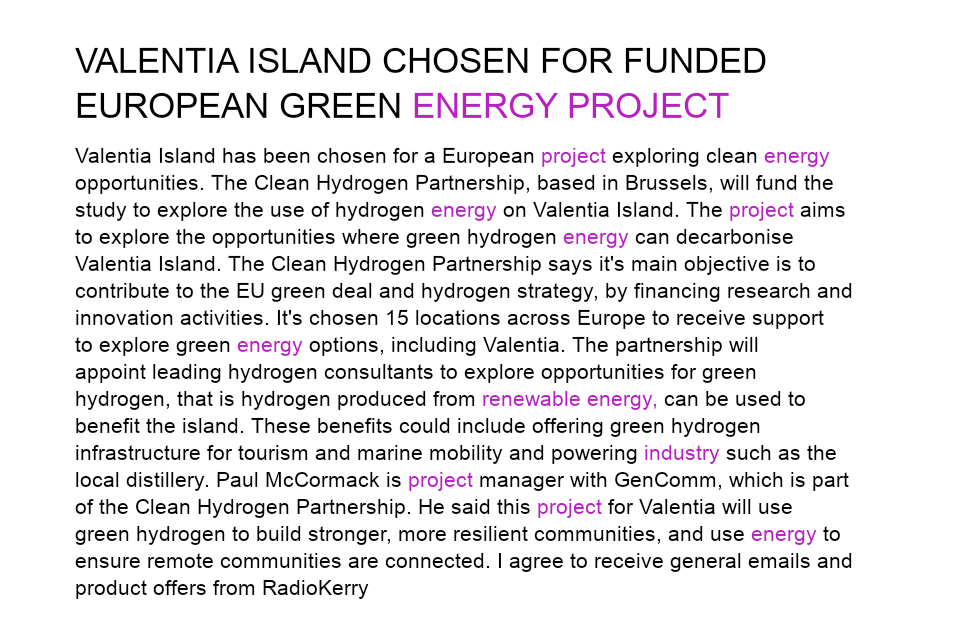 VALENTIA ISLAND CHOSEN FOR FUNDED
EUROPEAN GREEN ENERGY PROJECT
Valentia Island has been chosen for a European project exploring clean energy
opportunities. The Clean Hydrogen Partnership, based in Brussels, will fund the
study to explore the use of hydrogen energy on Valentia Island. The project aims
to explore the opportunities where green hydrogen energy can decarbonise
Valentia Island. The Clean Hydrogen Partnership says it's main objective is to
contribute to the EU green deal and hydrogen strategy, by financing research and
innovation activities. It's chosen 15 locations across Europe to receive support
to explore green energy options, including Valentia. The partnership will
appoint leading hydrogen consultants to explore opportunities for green
hydrogen, that is hydrogen produced from renewable energy, can be used to
benefit the island. These benefits could include offering green hydrogen
infrastructure for tourism and marine mobility and powering industry such as the
local distillery. Paul McCormack is project manager with GenComm, which is part
of the Clean Hydrogen Partnership. He said this project for Valentia will use
green hydrogen to build stronger, more resilient communities, and use energy to
ensure remote communities are connected. I agree to receive general emails and
product offers from RadioKerry